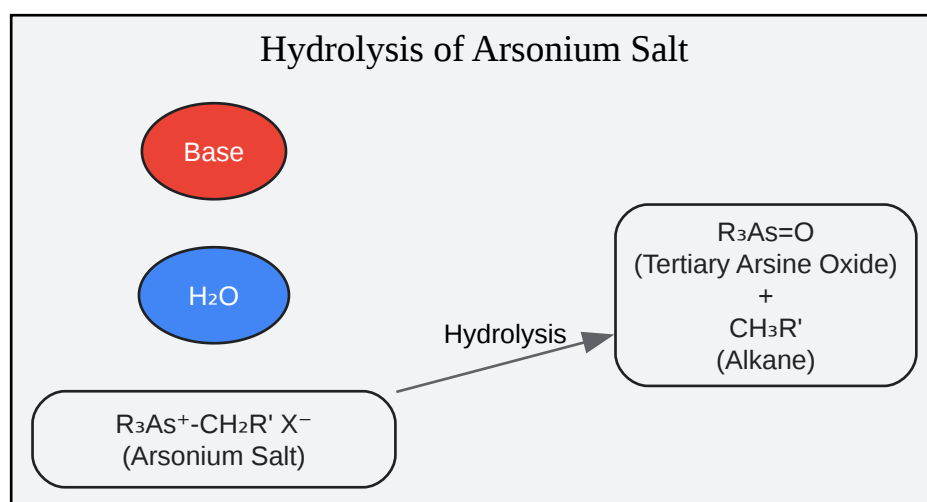 Hydrolysis of Arsonium Salt
Base
H₂O
Hydrolysis
R₃As⁺-CH₂R' X⁻
(Arsonium Salt)
R₃As=O
(Tertiary Arsine Oxide)
+
CH₃R'
(Alkane)